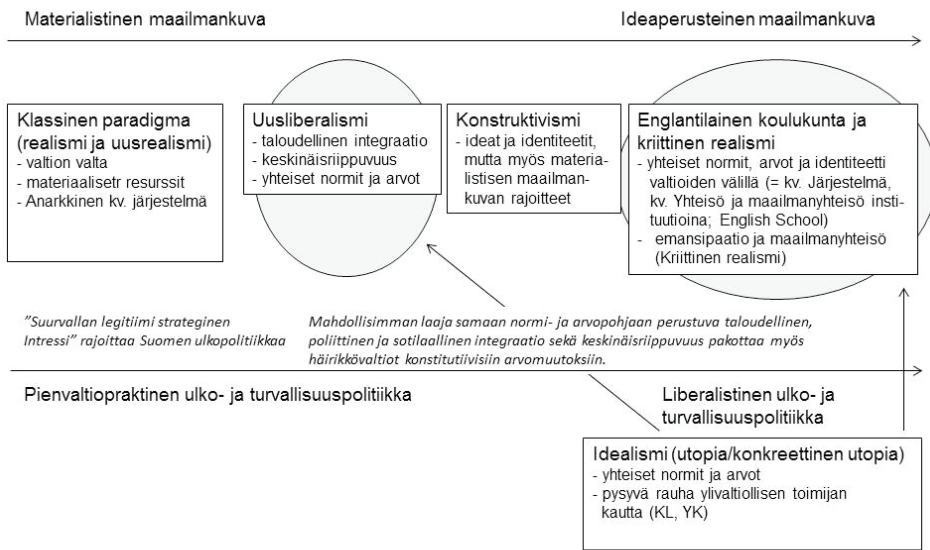 Materialistinen maailmankuva
Ideaperusteinen maailmankuva
Klassinen paradigma
(realismi ja uusrealismi)
- valtion valta
- materiaalisetr resurssit
- Anarkkinen kv. järjestelmä
Uusliberalismi
- taloudellinen integraatio
- keskinäisriippuvuus
- yhteiset normit ja arvot
Konstruktivismi
- ideat ja identiteetit,
mutta myös materia-
listisen maailman-
kuvan rajoitteet
Englantilainen koulukunta ja
kriittinen realismi
- yhteiset normit, arvot ja identiteetti
valtioiden välillä (= kv. Järjestelmä,
kv. Yhteisö ja maailmanyhteisö insti-
tuutioina; English School)
- emansipaatio ja maailmanyhteisö
(Kriittinen realismi)
"Suurvallan legitiimi strateginen
Intressi" rajoittaa Suomen ulkopolitiikkaa
Mahdollisimman laaja samaan normi- ja arvopohjaan perustuva taloudellinen,
poliittinen ja sotilaallinen integraatio sekä keskinäisriippuvuus pakottaa myös
häirikkövaltiot konstitutiivisiin arvomuutoksiin.
Pienvaltiopraktinen ulko- ja turvallisuuspolitiikka
Liberalistinen ulko- ja
turvallisuuspolitiikka
Idealismi (utopia/konkreettinen utopia)
- yhteiset normit ja arvot
- pysyvä rauha ylivaltiollisen toimijan
kautta (KL, YK)